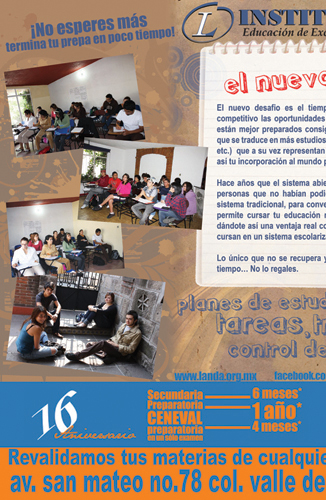 ¡No esperes más
termina tu prepa en poco tiempo!
L INSTIT
Educación de Exc
el nuevo
El nuevo desafío es el tiemp
competitivo las oportunidades
están mejor preparados consig
que se traduce en más estudios
etc.) que a su vez representan
así tu incorporación al mundo p
Hace años que el sistema abie
personas que no habían podi
sistema tradicional, para conve
permite cursar tu educación m
dándote así una ventaja real co
cursan en un sistema escolariz
Lo único que no se recupera y
tiempo... No lo regales.
planes de estud
tareas, tr
control de
www.landa.org.mx facebook.co
16
Aniversario
Secundaria 6 meses*
Preparatoria 1 año*
CENEVAL 4 meses*
preparatoria
en un solo examen
Revalidamos tus materias de cualquie
av. san mateo no.78 col. valle de